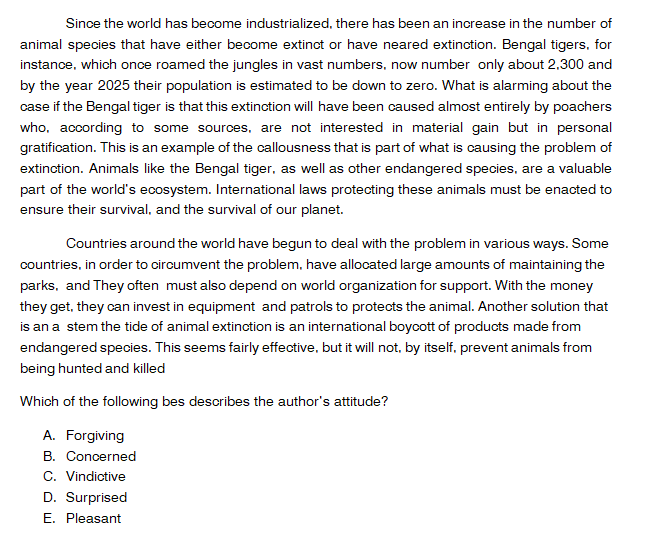 Since the world has become industrialized, there has been an increase in the number of
animal species that have either become extinct or have neared extinction. Bengal tigers, for
instance, which once roamed the jungles in vast numbers, now number only about 2,300 and
by the year 2025 their population is estimated to be down to zero. What is alarming about the
case if the Bengal tiger is that this extinction will have been caused almost entirely by poachers
who, according to some sources, are not interested in material gain but in personal
gratification. This is an example of the callousness that is part of what is causing the problem of
extinction. Animals like the Bengal tiger, as well as other endangered species, are a valuable
part of the world's ecosystem. International laws protecting these animals must be enacted to
ensure their survival, and the survival of our planet.
Countries around the world have begun to deal with the problem in various ways. Some
countries, in order to circumvent the problem, have allocated large amounts of maintaining the
parks, and They often must also depend on world organization for support. With the money
they get, they can invest in equipment and patrols to protects the animal. Another solution that
is an a stem the tide of animal extinction is an international boycott of products made from
endangered species. This seems fairly effective, but it will not, by itself, prevent animals from
being hunted and killed
Which of the following bes describes the author's attitude?
A. Forgiving
B. Concerned
C. Vindictive
D. Surprised
E. Pleasant